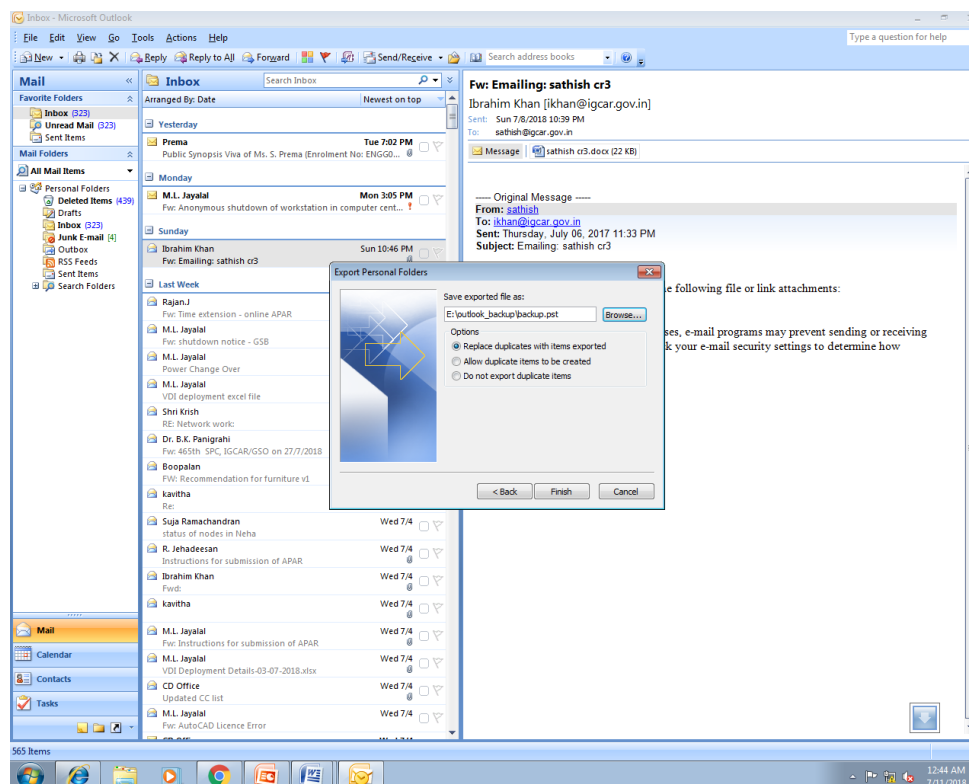 Inbox - Microsoft Outlook
File Edit View Go Tools Actions Help
Type a question for help
New Reply Reply to All Forward Send/Receive Search address books
Mail
Favorite Folders
Inbox (323)
Unread Mail (323)
Sent Items
Mail Folders
All Mail Items
Personal Folders
Deleted Items (439)
Drafts
Inbox (323)
Junk E-mail [4]
Outbox
RSS Feeds
Sent Items
Search Folders
Mail
Calendar
Contacts
Tasks
Inbox Search Inbox
Arranged By: Date Newest on top
Yesterday
Prema Tue 7:02 PM
Public Synopsis Viva of Ms. S. Prema (Enrolment No: ENGG0...
Monday
M.L. Jayalal Mon 3:05 PM
Fw: Anonymous shutdown of workstation in computer cent...
Sunday
Ibrahim Khan Sun 10:46 PM
Fw: Emailing: sathish cr3
Last Week
Rajan.J
Fw: Time extension - online APAR
M.L. Jayalal
Fw: shutdown notice - GSB
M.L. Jayalal
Power Change Over
M.L. Jayalal
VDI deployment excel file
Shri Krish
RE: Network work:
Dr. B.K. Panigrahi
Fw: 465th SPC, IGCAR/GSO on 27/7/2018
Boopalan
FW: Recommendation for furniture v1
kavitha
Re:
Suja Ramachandran Wed 7/4
status of nodes in Neha
R. Jehadeesan Wed 7/4
Instructions for submission of APAR
Ibrahim Khan Wed 7/4
Fwd:
kavitha Wed 7/4
M.L. Jayalal Wed 7/4
Fw: Instructions for submission of APAR
M.L. Jayalal Wed 7/4
VDI Deployment Details-03-07-2018.xlsx
CD Office Wed 7/4
Updated CC list
M.L. Jayalal Wed 7/4
Fw: AutoCAD Licence Error
Fw: Emailing: sathish cr3
Ibrahim Khan [ikhan@igcar.gov.in]
Sent: Sun 7/8/2018 10:39 PM
To: sathish@igcar.gov.in
Message sathish cr3.docx (22 KB)
----- Original Message -----
From: sathish
To: ikhan@igcar.gov.in
Sent: Thursday, July 06, 2017 11:33 PM
Subject: Emailing: sathish cr3
e following file or link attachments:
ses, e-mail programs may prevent sending or receiving
k your e-mail security settings to determine how
Export Personal Folders
Save exported file as:
E:\outlook_backup\backup.pst Browse...
Options
Replace duplicates with items exported
Allow duplicate items to be created
Do not export duplicate items
< Back Finish Cancel
565 Items
12:44 AM
7/11/2018